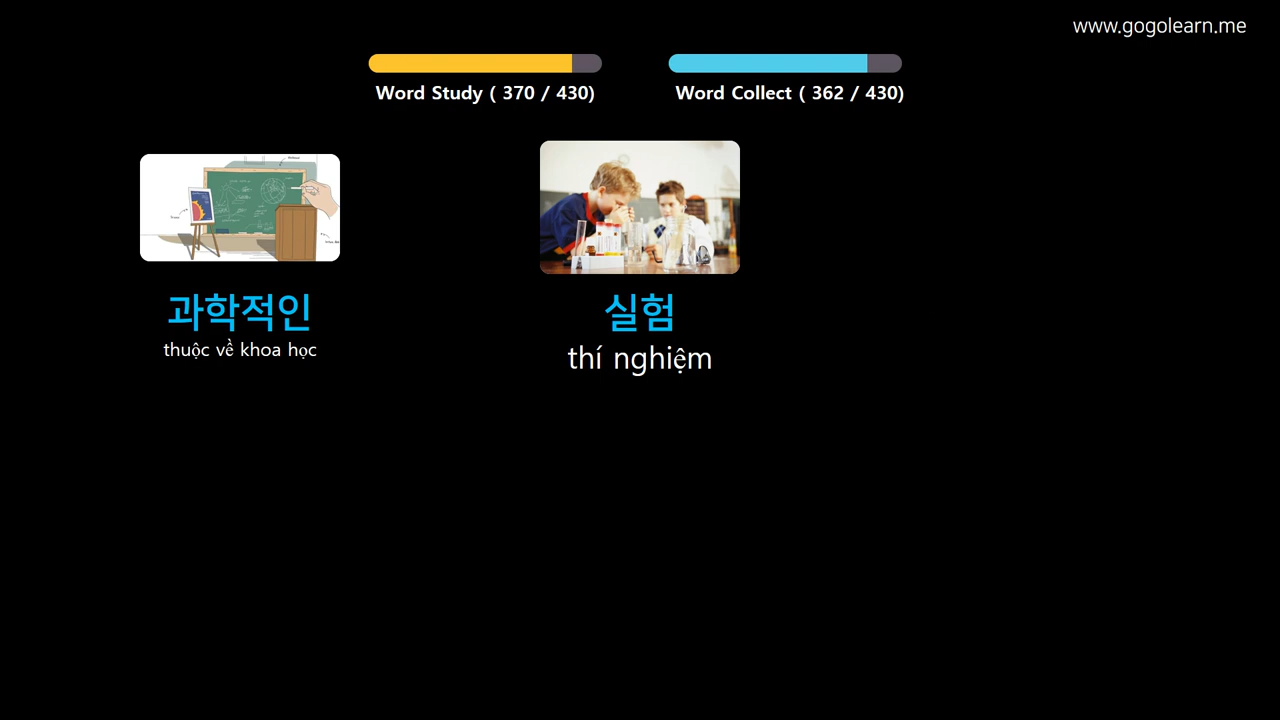 www.gogolearn.me
Word Study ( 370 / 430)
Word Collect ( 362 / 430)
과학적인
thuộc về khoa học
실험
thí nghiệm